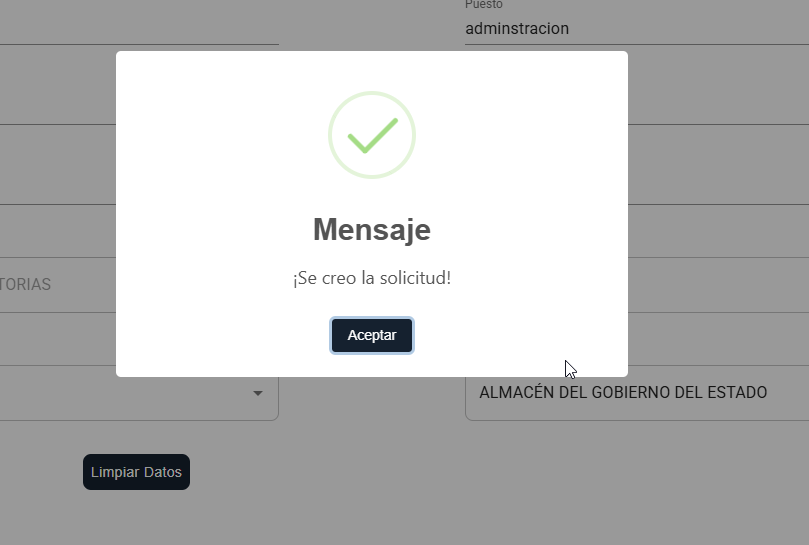 Puesto
adminstracion
Mensaje
¡Se creo la solicitud!
TORIAS
Aceptar
ALMACÉN DEL GOBIERNO DEL ESTADO
Limpiar Datos